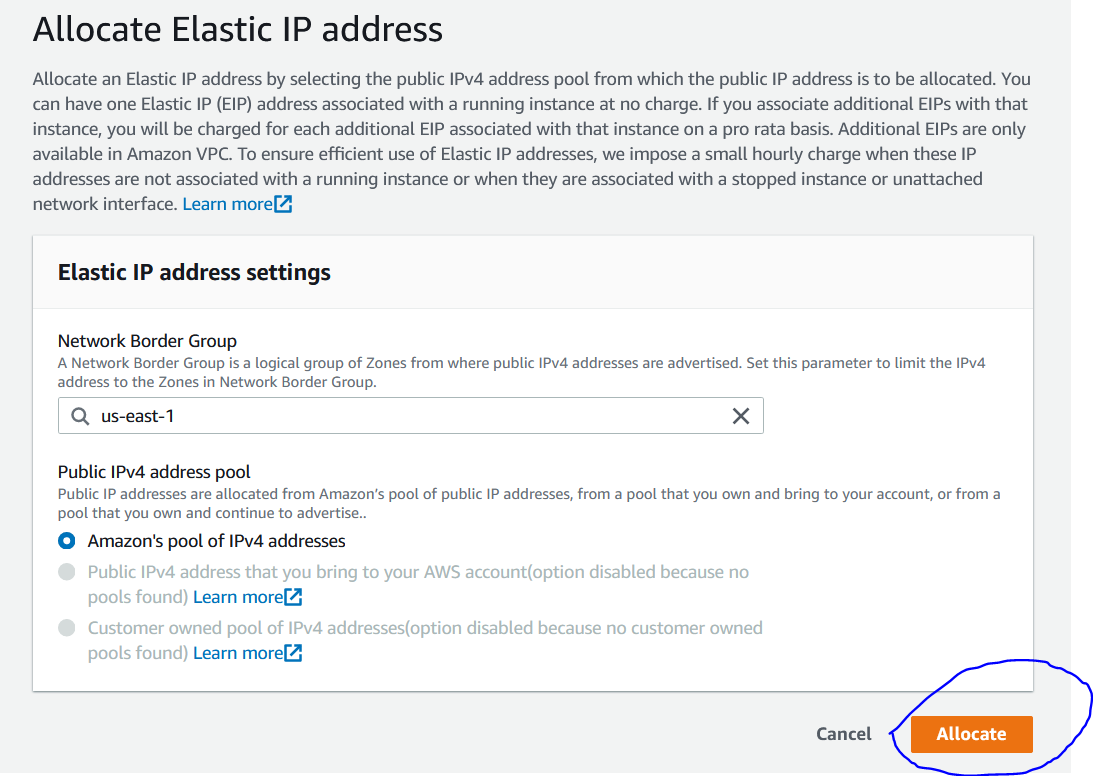 Allocate Elastic IP address
Allocate an Elastic IP address by selecting the public IPv4 address pool from which the public IP address is to be allocated. You
can have one Elastic IP (EIP) address associated with a running instance at no charge. If you associate additional EIPs with that
instance, you will be charged for each additional EIP associated with that instance on a pro rata basis. Additional EIPs are only
available in Amazon VPC. To ensure efficient use of Elastic IP addresses, we impose a small hourly charge when these IP
addresses are not associated with a running instance or when they are associated with a stopped instance or unattached
network interface. Learn more
Elastic IP address settings
Network Border Group
A Network Border Group is a logical group of Zones from where public IPv4 addresses are advertised. Set this parameter to limit the IPv4
address to the Zones in Network Border Group.
us-east-1
Public IPv4 address pool
Public IP addresses are allocated from Amazon's pool of public IP addresses, from a pool that you own and bring to your account, or from a
pool that you own and continue to advertise..
Amazon's pool of IPv4 addresses
Public IPv4 address that you bring to your AWS account(option disabled because no
pools found) Learn more
Customer owned pool of IPv4 addresses(option disabled because no customer owned
pools found) Learn more
Cancel Allocate